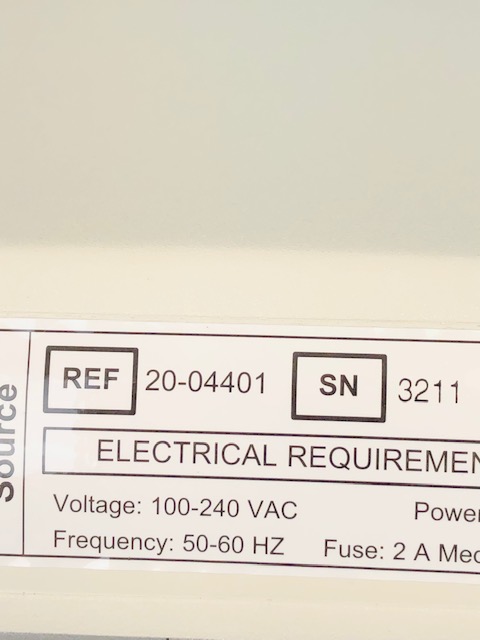 Source
REF 20-04401 SN 3211
ELECTRICAL REQUIREMEN
Voltage: 100-240 VAC Power
Frequency: 50-60 HZ Fuse: 2 A Med